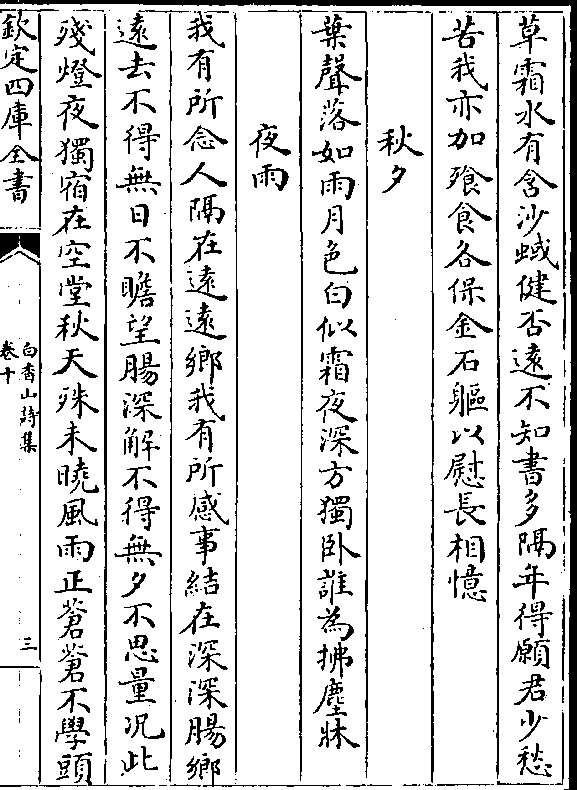 草霜水有含沙蜮健否遠不知書多隔年得願君少愁
苦我亦加飱食各保金石軀以慰長相憶
秋夕
葉聲落如雨月色白似霜夜深方獨卧誰為拂塵牀
夜雨
我有所念人隔在遠遠鄉我有所感事結在深深腸鄉
遠去不得無日不瞻望腸深解不得無夕不思量况此
殘燈夜獨宿在空堂秋天殊未曉風雨正蒼蒼不學頭
欽定四庫全書
白香山詩集
卷十
三